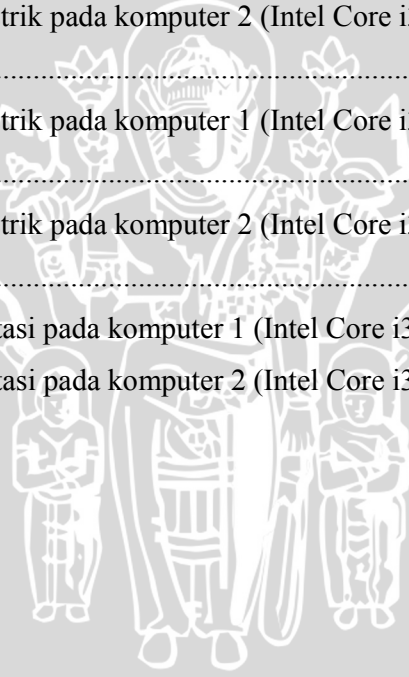 trik pada komputer 2 (Intel Core i
................................................................
trik pada komputer 1 (Intel Core i
................................................................
trik pada komputer 2 (Intel Core i
................................................................
tasi pada komputer 1 (Intel Core i3
tasi pada komputer 2 (Intel Core i3